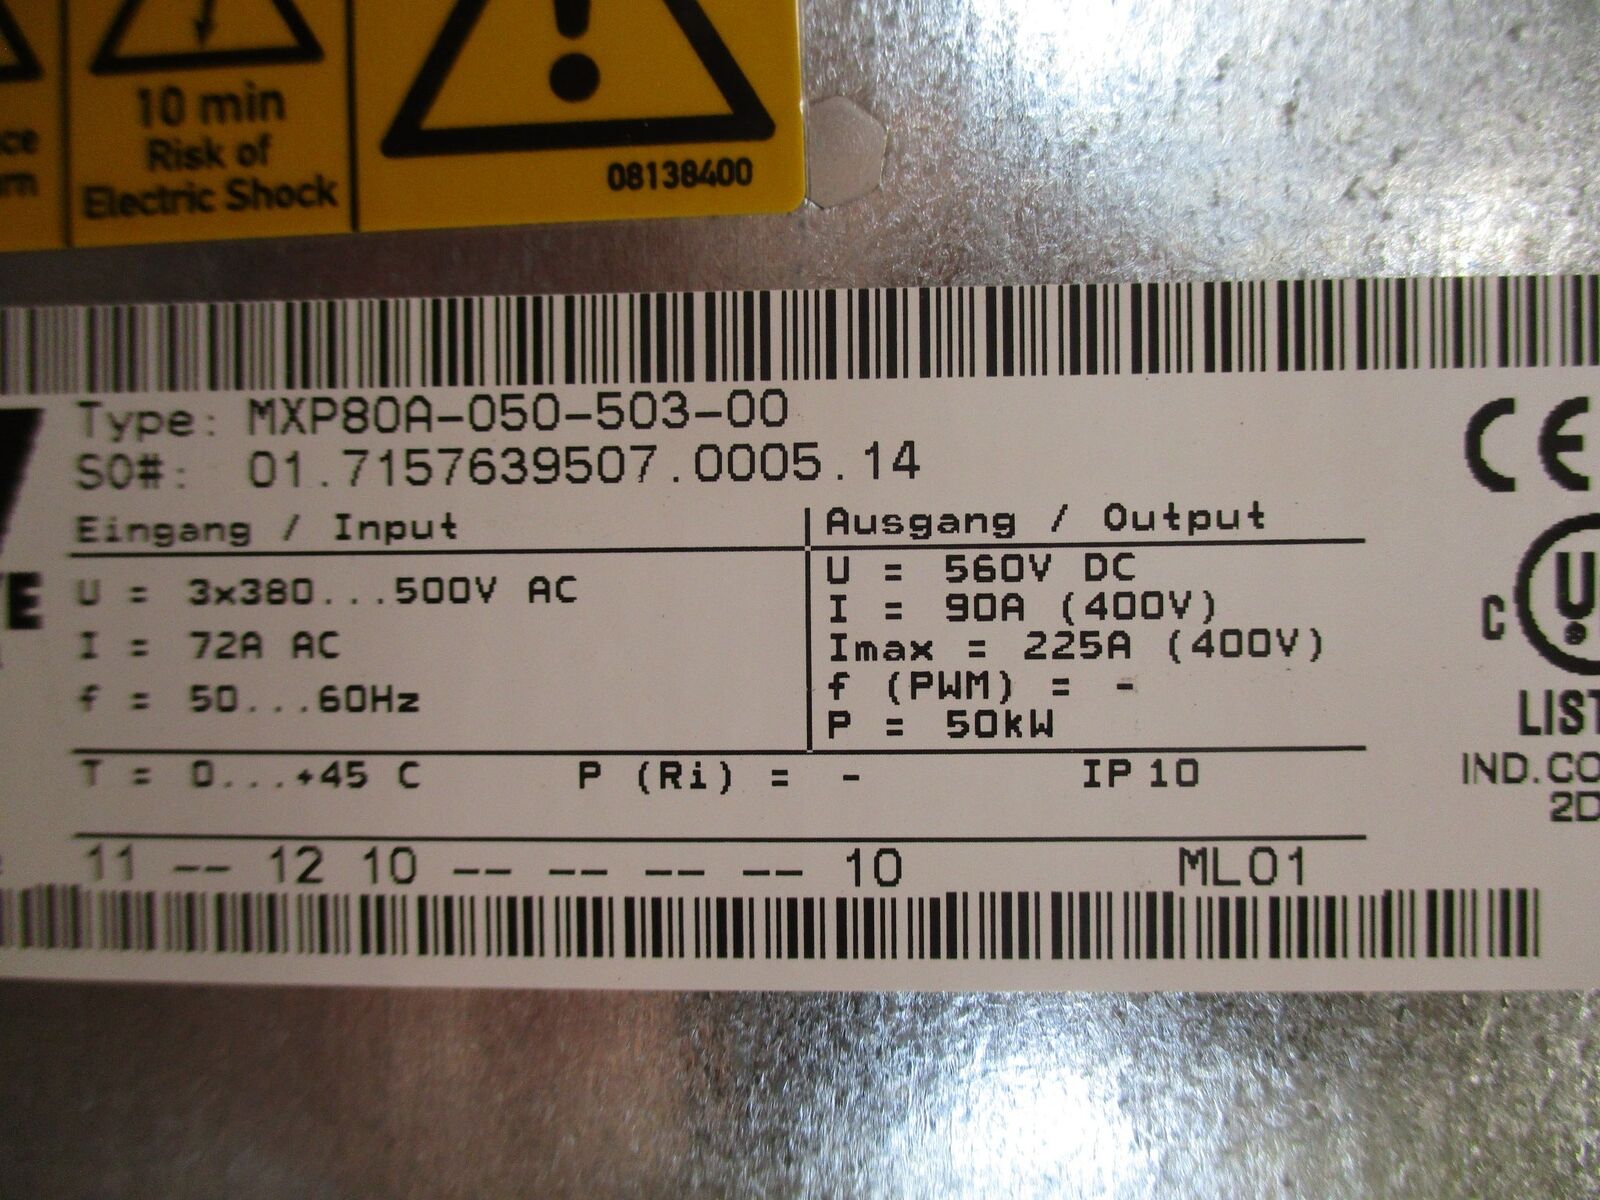 10 min
Risk of
Electric Shock
08138400
Type: MXP80A-050-503-00
SO#: 01.7157639507.0005.14
Eingang / Input
U = 3x380...500V AC
I = 72A AC
f = 50...60Hz
Ausgang / Output
U = 560V DC
I = 90A (400V)
Imax = 225A (400V)
f (PWM) = -
P = 50kW
T = 0...+45 C P (Ri) = - IP10
11 -- 12 10 -- -- -- -- 10 ML01
CE
C U
LIST
IND.CO
2D